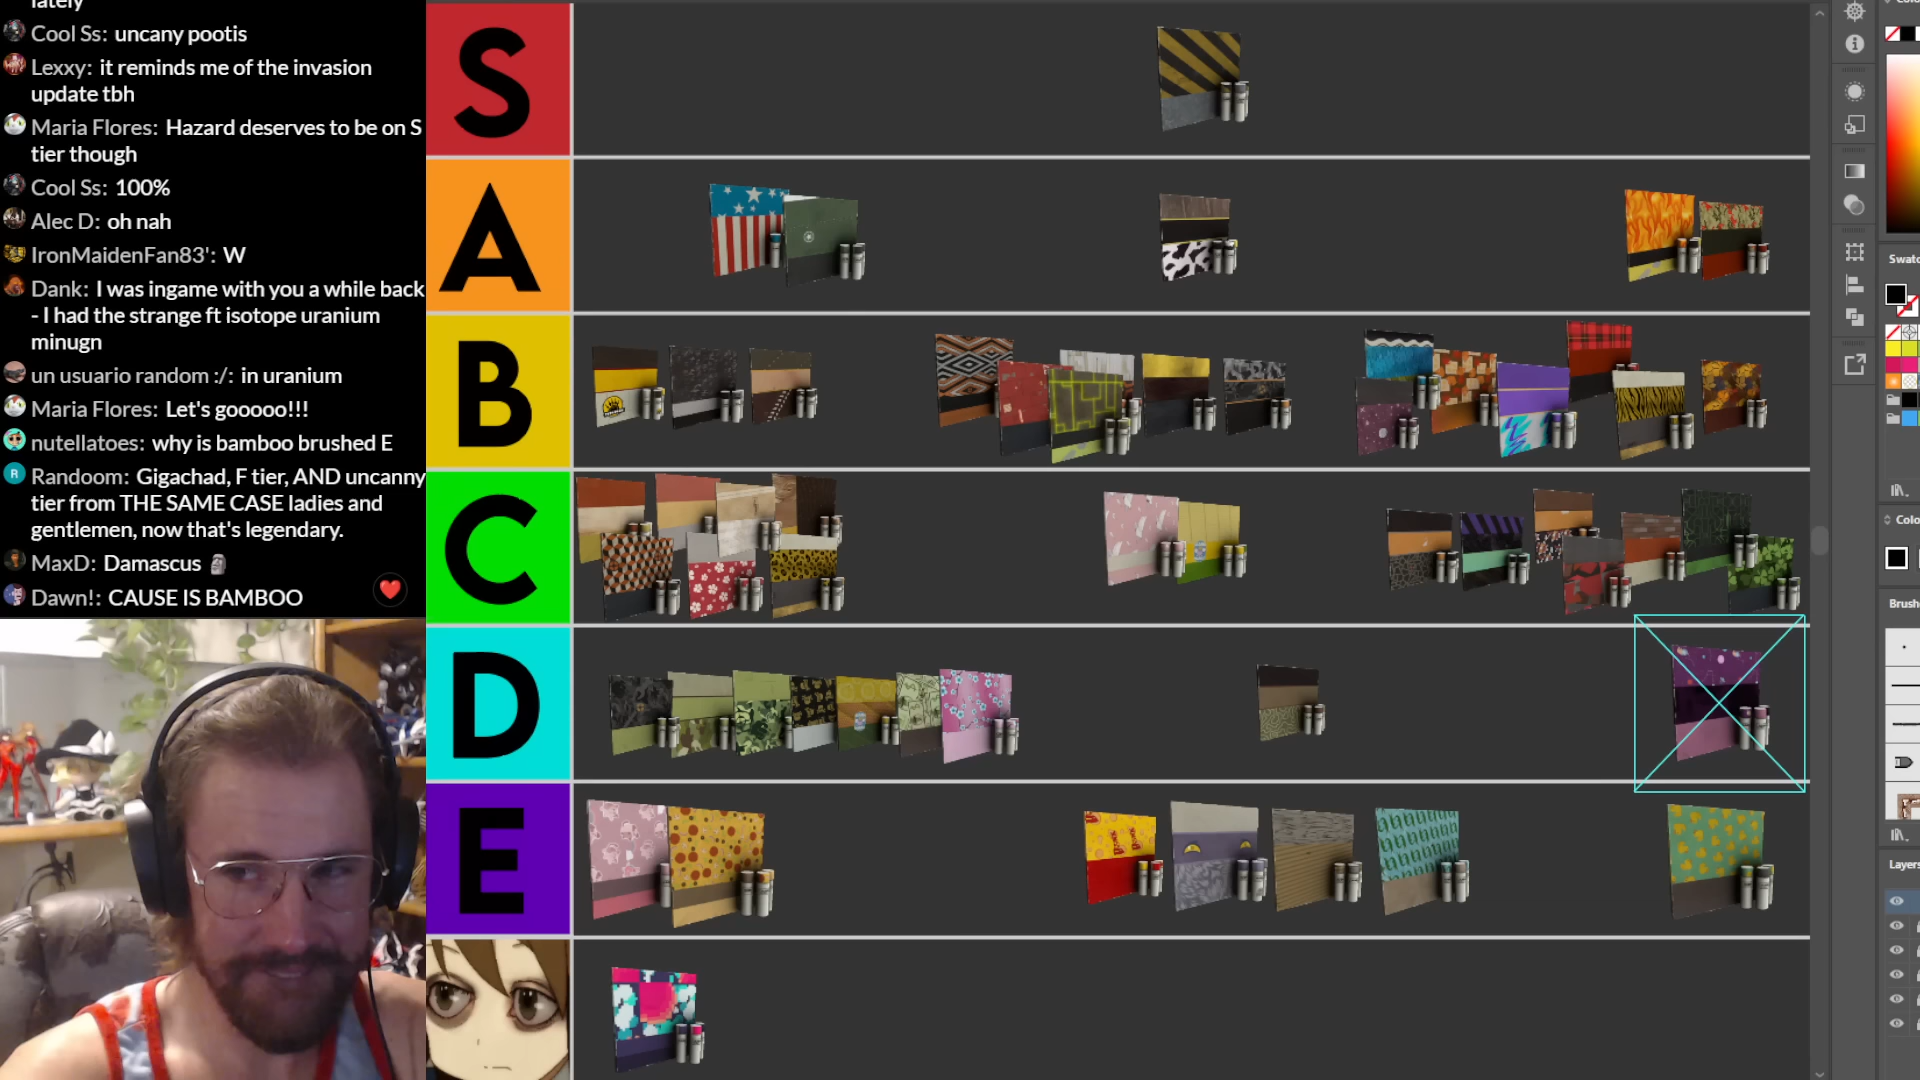 lately
Cool Ss: uncany pootis
Lexxy: it reminds me of the invasion
update tbh
Maria Flores: Hazard deserves to be on S
tier though
Cool Ss: 100%
Alec D: oh nah
IronMaidenFan83': W
Dank: I was ingame with you a while back
- I had the strange ft isotope uranium
minugn
un usuario random :/: in uranium
Maria Flores: Let's gooooo!!!
nutellatoes: why is bamboo brushed E
R
Randoom: Gigachad, F tier, AND uncanny
tier from THE SAME CASE ladies and
gentlemen, now that's legendary.
MaxD: Damascus 🗿
Dawn!: CAUSE IS BAMBOO
S
A
B
C
D
E
Swatc
Colo
Brushe
Layers